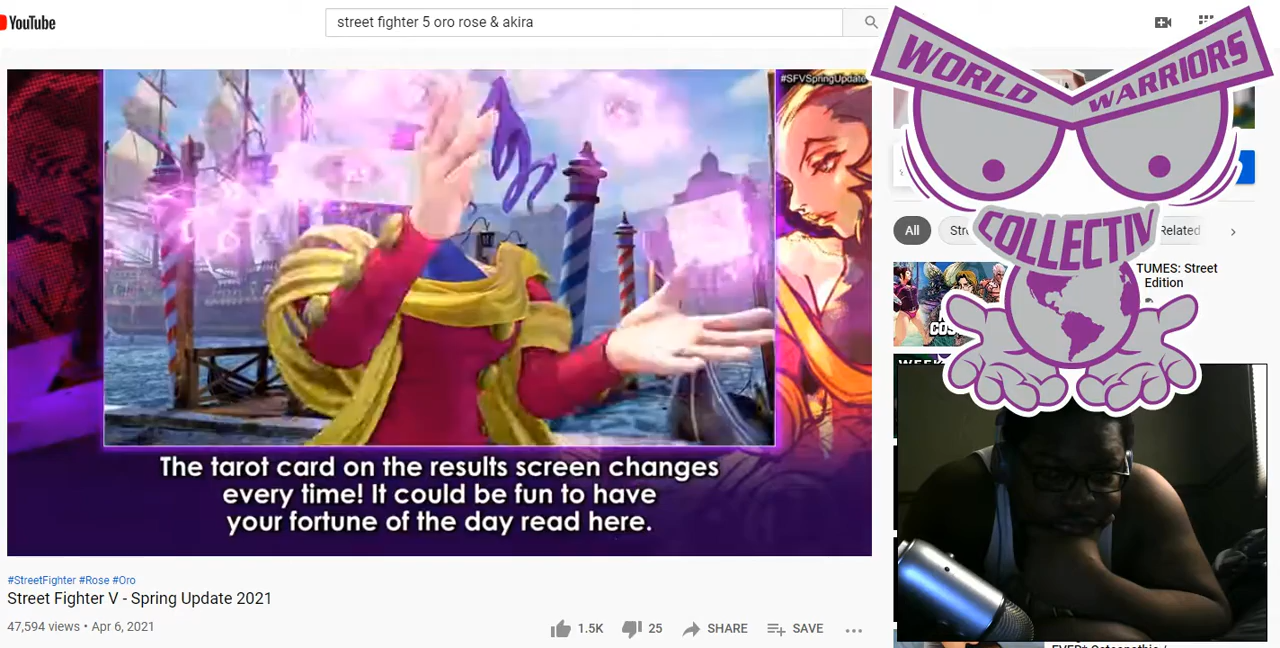 YouTube
street fighter 5 oro rose & akira
WORLD WARRIORS
COLLECTIV
#SFVSpringUpdate
All
Related
TUMES: Street
Edition
The tarot card on the results screen changes
every time! It could be fun to have
your fortune of the day read here.
#StreetFighter #Rose #Oro
Street Fighter V - Spring Update 2021
47,594 views • Apr 6, 2021
1.5K
25
SHARE
SAVE